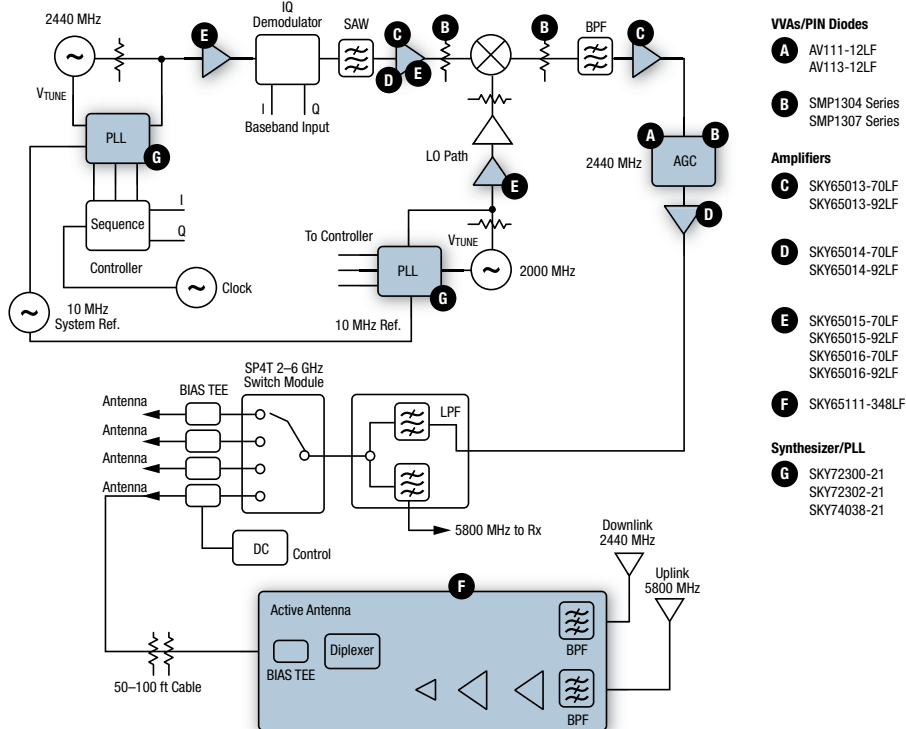 2440 MHz
VTUNE
E
IQ
Demodulator
I
Q
Baseband Input
SAW
C
D
E
B
B
BPF
C
PLL
G
LO Path
E
2440 MHz
A
B
AGC
D
Sequence
I
Q
Controller
Clock
10 MHz
System Ref.
To Controller
VTUNE
PLL
G
2000 MHz
10 MHz Ref.
SP4T 2–6 GHz
Switch Module
BIAS TEE
Antenna
Antenna
Antenna
Antenna
LPF
5800 MHz to Rx
DC
Control
Downlink
2440 MHz
Uplink
5800 MHz
F
Active Antenna
BIAS TEE
Diplexer
BPF
BPF
50–100 ft Cable
VVAs/PIN Diodes
A AV111-12LF
AV113-12LF
B SMP1304 Series
SMP1307 Series
Amplifiers
C SKY65013-70LF
SKY65013-92LF
D SKY65014-70LF
SKY65014-92LF
E SKY65015-70LF
SKY65015-92LF
SKY65016-70LF
SKY65016-92LF
F SKY65111-348LF
Synthesizer/PLL
G SKY72300-21
SKY72302-21
SKY74038-21